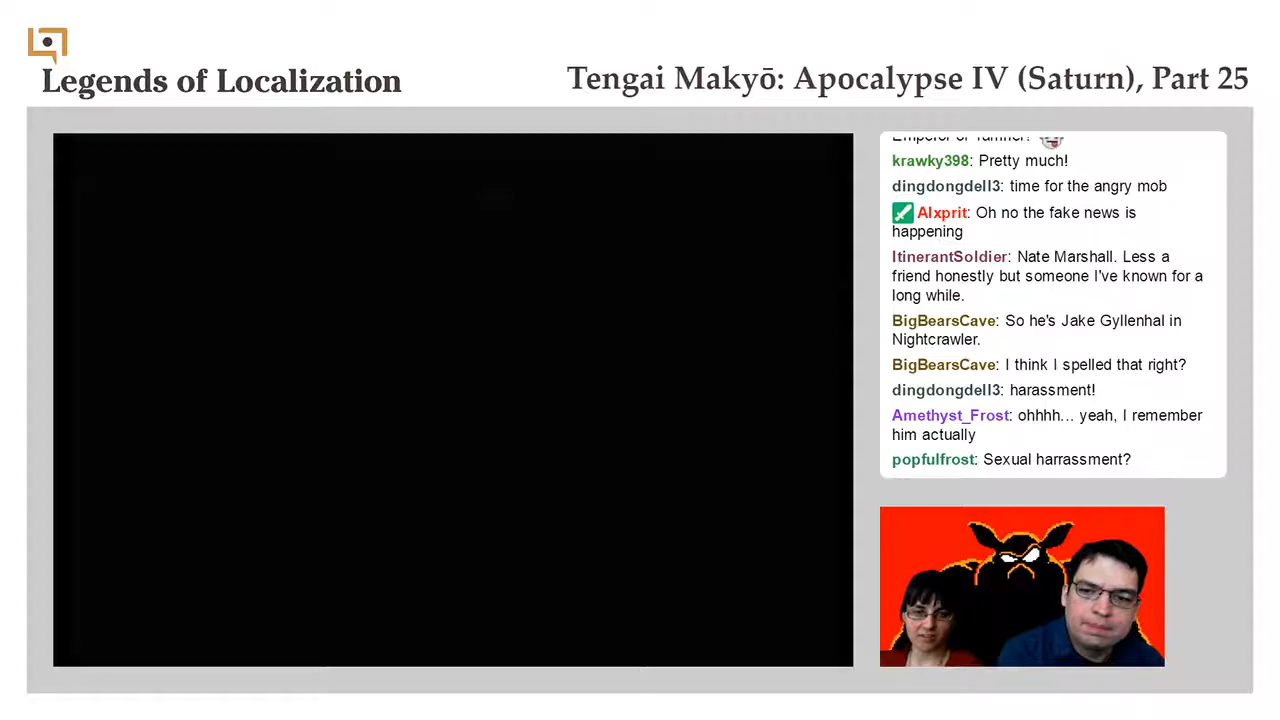 Legends of Localization
Tengai Makyō: Apocalypse IV (Saturn), Part 25
krawky398: Pretty much!
dingdongdell3: time for the angry mob
Alxprit: Oh no the fake news is
happening
ItinerantSoldier: Nate Marshall. Less a
friend honestly but someone I've known for a
long while.
BigBearsCave: So he's Jake Gyllenhal in
Nightcrawler.
BigBearsCave: I think I spelled that right?
dingdongdell3: harassment!
Amethyst_Frost: ohhhh... yeah, I remember
him actually
popfulfrost: Sexual harrassment?